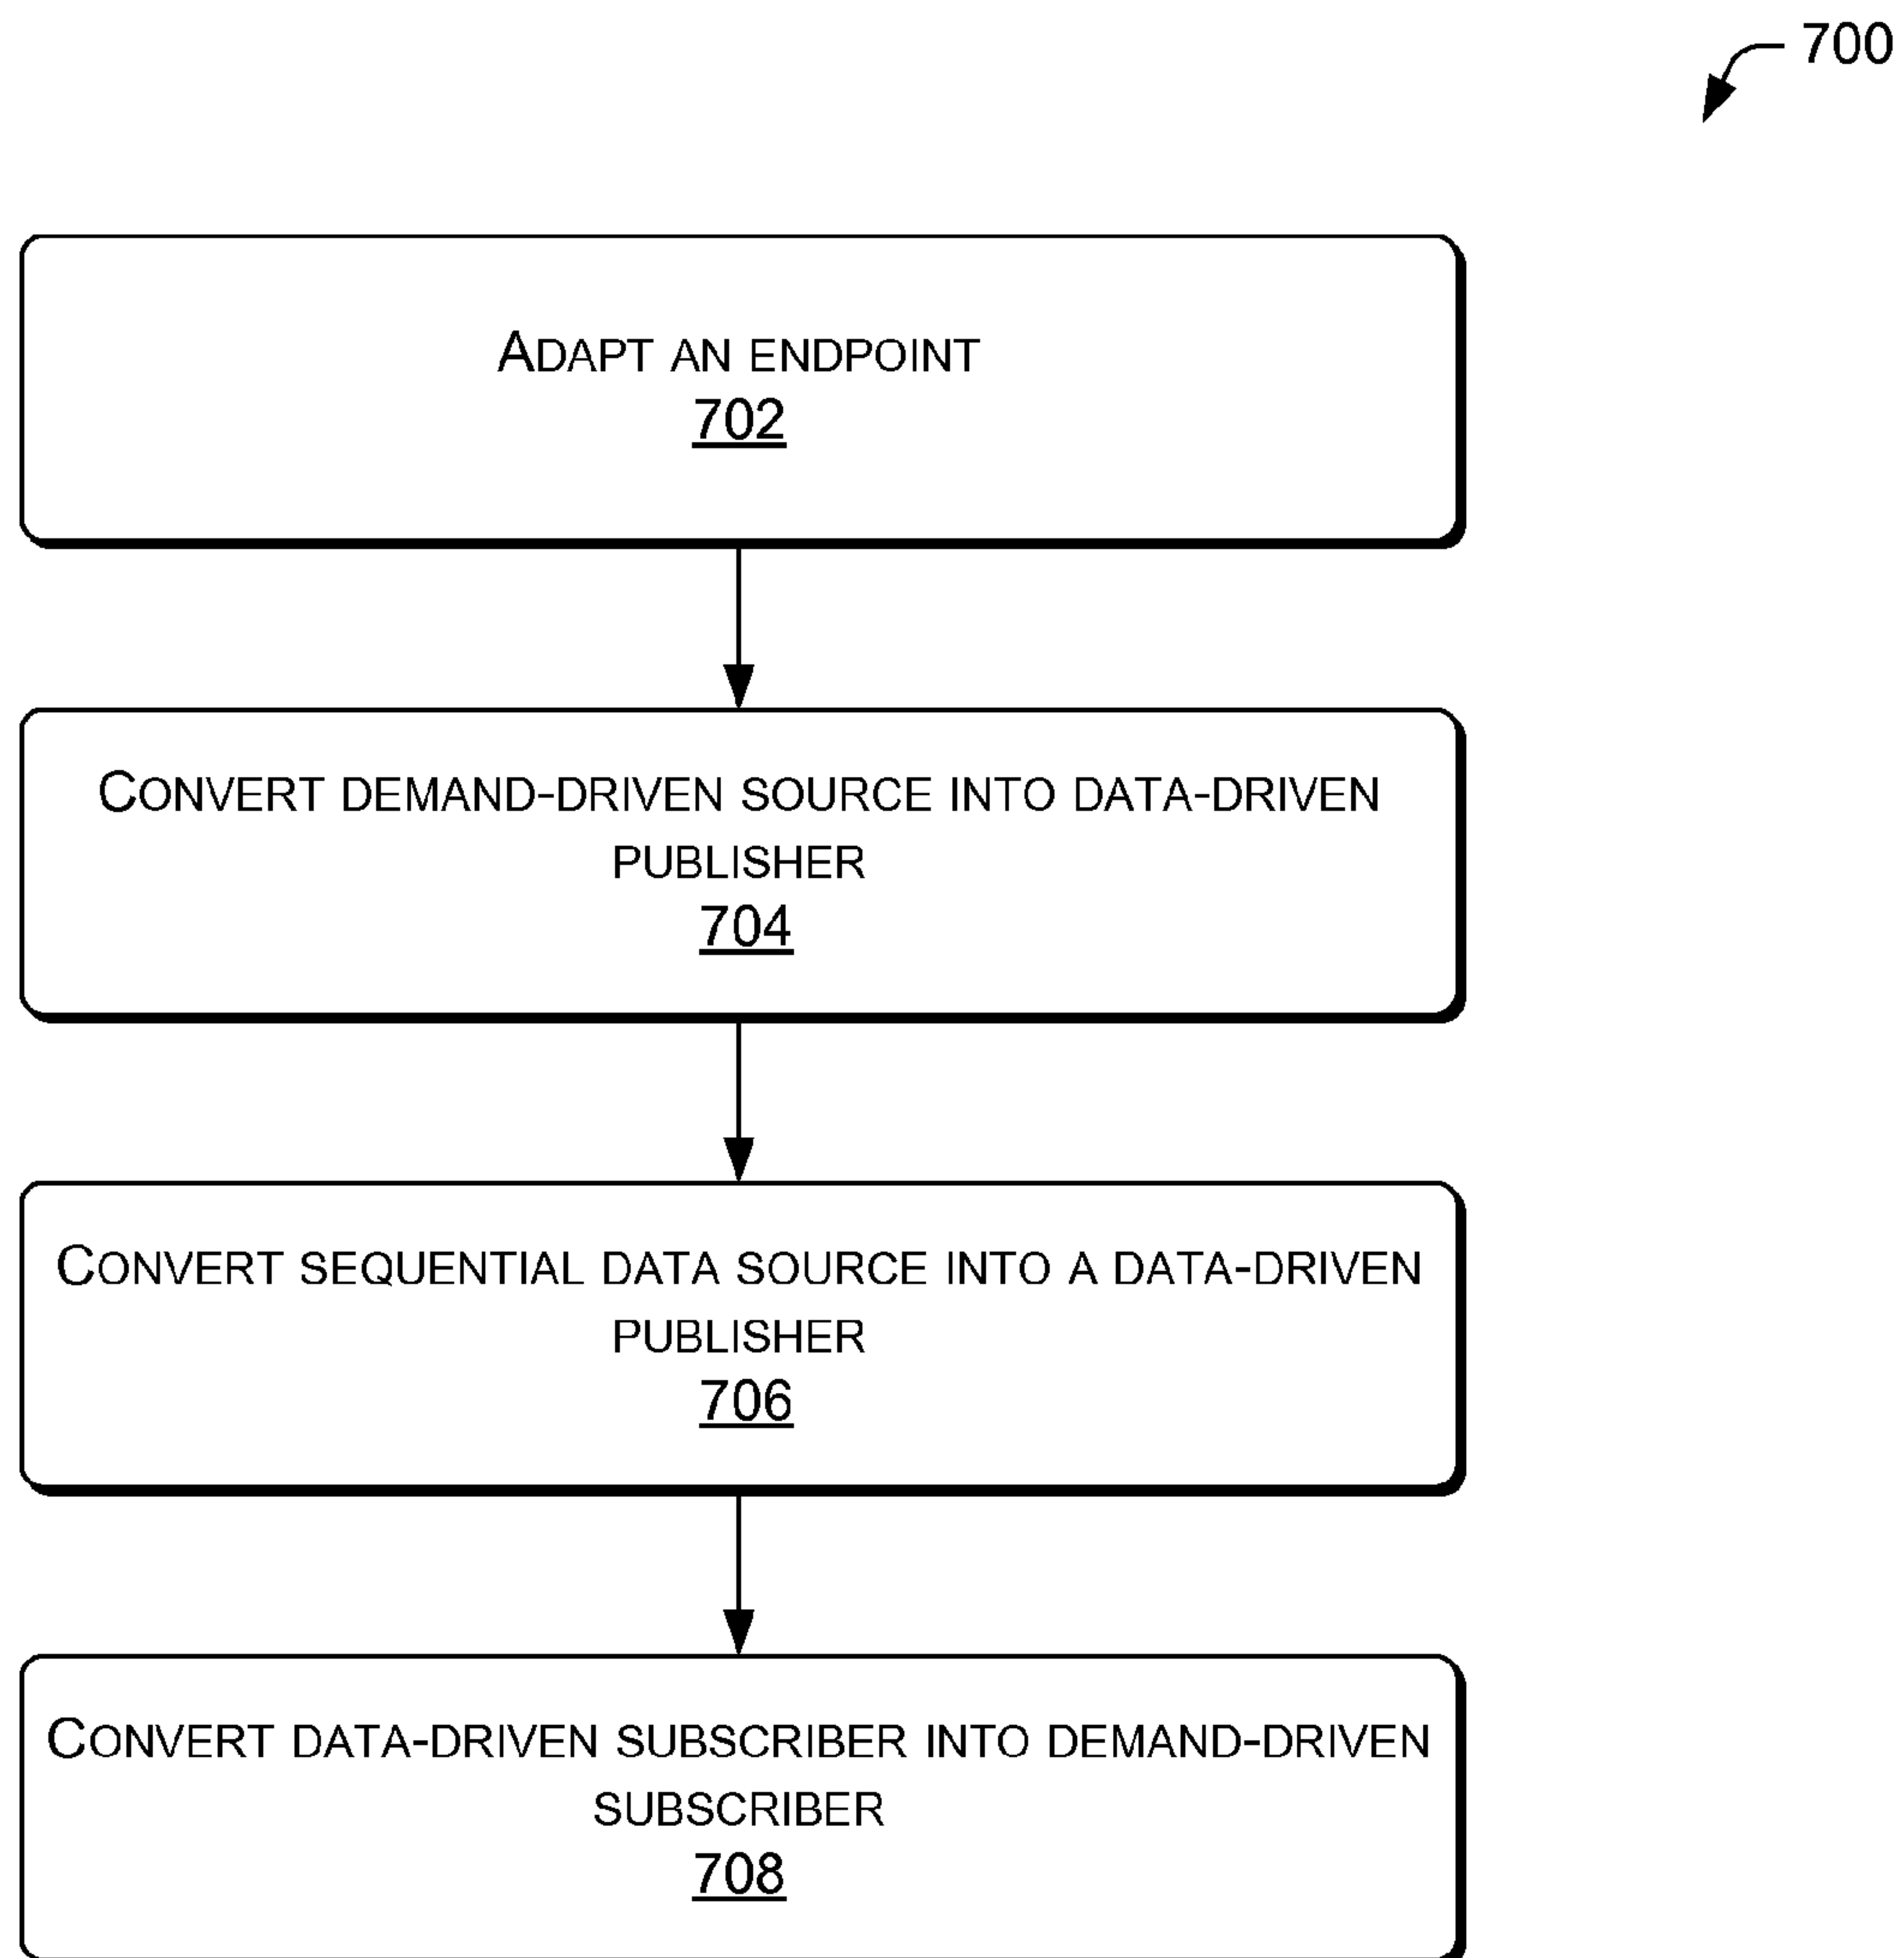 700
ADAPT AN ENDPOINT
702
CONVERT DEMAND-DRIVEN SOURCE INTO DATA-DRIVEN
PUBLISHER
704
CONVERT SEQUENTIAL DATA SOURCE INTO A DATA-DRIVEN
PUBLISHER
706
CONVERT DATA-DRIVEN SUBSCRIBER INTO DEMAND-DRIVEN
SUBSCRIBER
708